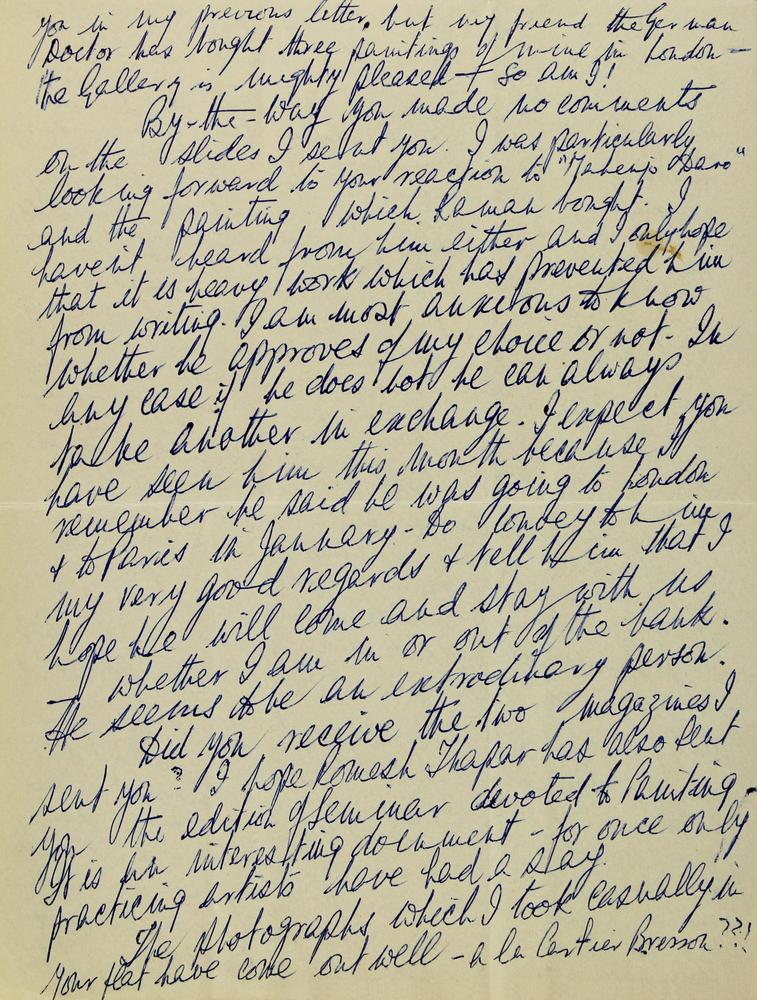 you in my previous letter. but my friend the German
Doctor has bought three paintings of mine in London —
the Gallery is mighty pleased — So am I!
By-the-way you made no comments
on the slides I sent you. I was particularly
looking forward to your reaction to "Mahenjo Daro"
and the painting which Raman bought. I
havent heard from him either and I only hope
that it is heavy work which has prevented him
from writing. I am most anxious to know
whether he approves of my choice or not - In
any case if he does not he can always
take another in exchange. I expect you
have seen him this month because I
remember he said he was going to London
& to Paris in January - Do convey to him
my very good regards & tell him that I
hope he will come and stay with us
— whether I am in or out of the bank.
He seems to be an extrodinary person.
Did you receive the two magazines I
sent you? I hope Romesh Thapar has also sent
you the edition of Seminar devoted to Painting.
It is an interesting document - for once only
practicing artists have had a say.
The photographs which I took casually in
your flat have come out well - a la Cartier Bresson??!